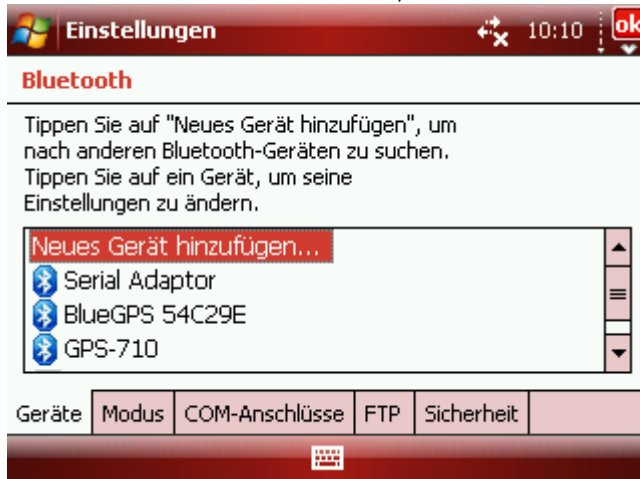 Einstellungen 10:10 ok
Bluetooth
Tippen Sie auf "Neues Gerät hinzufügen", um
nach anderen Bluetooth-Geräten zu suchen.
Tippen Sie auf ein Gerät, um seine
Einstellungen zu ändern.
Neues Gerät hinzufügen...
Serial Adaptor
BlueGPS 54C29E
GPS-710
Geräte Modus COM-Anschlüsse FTP Sicherheit